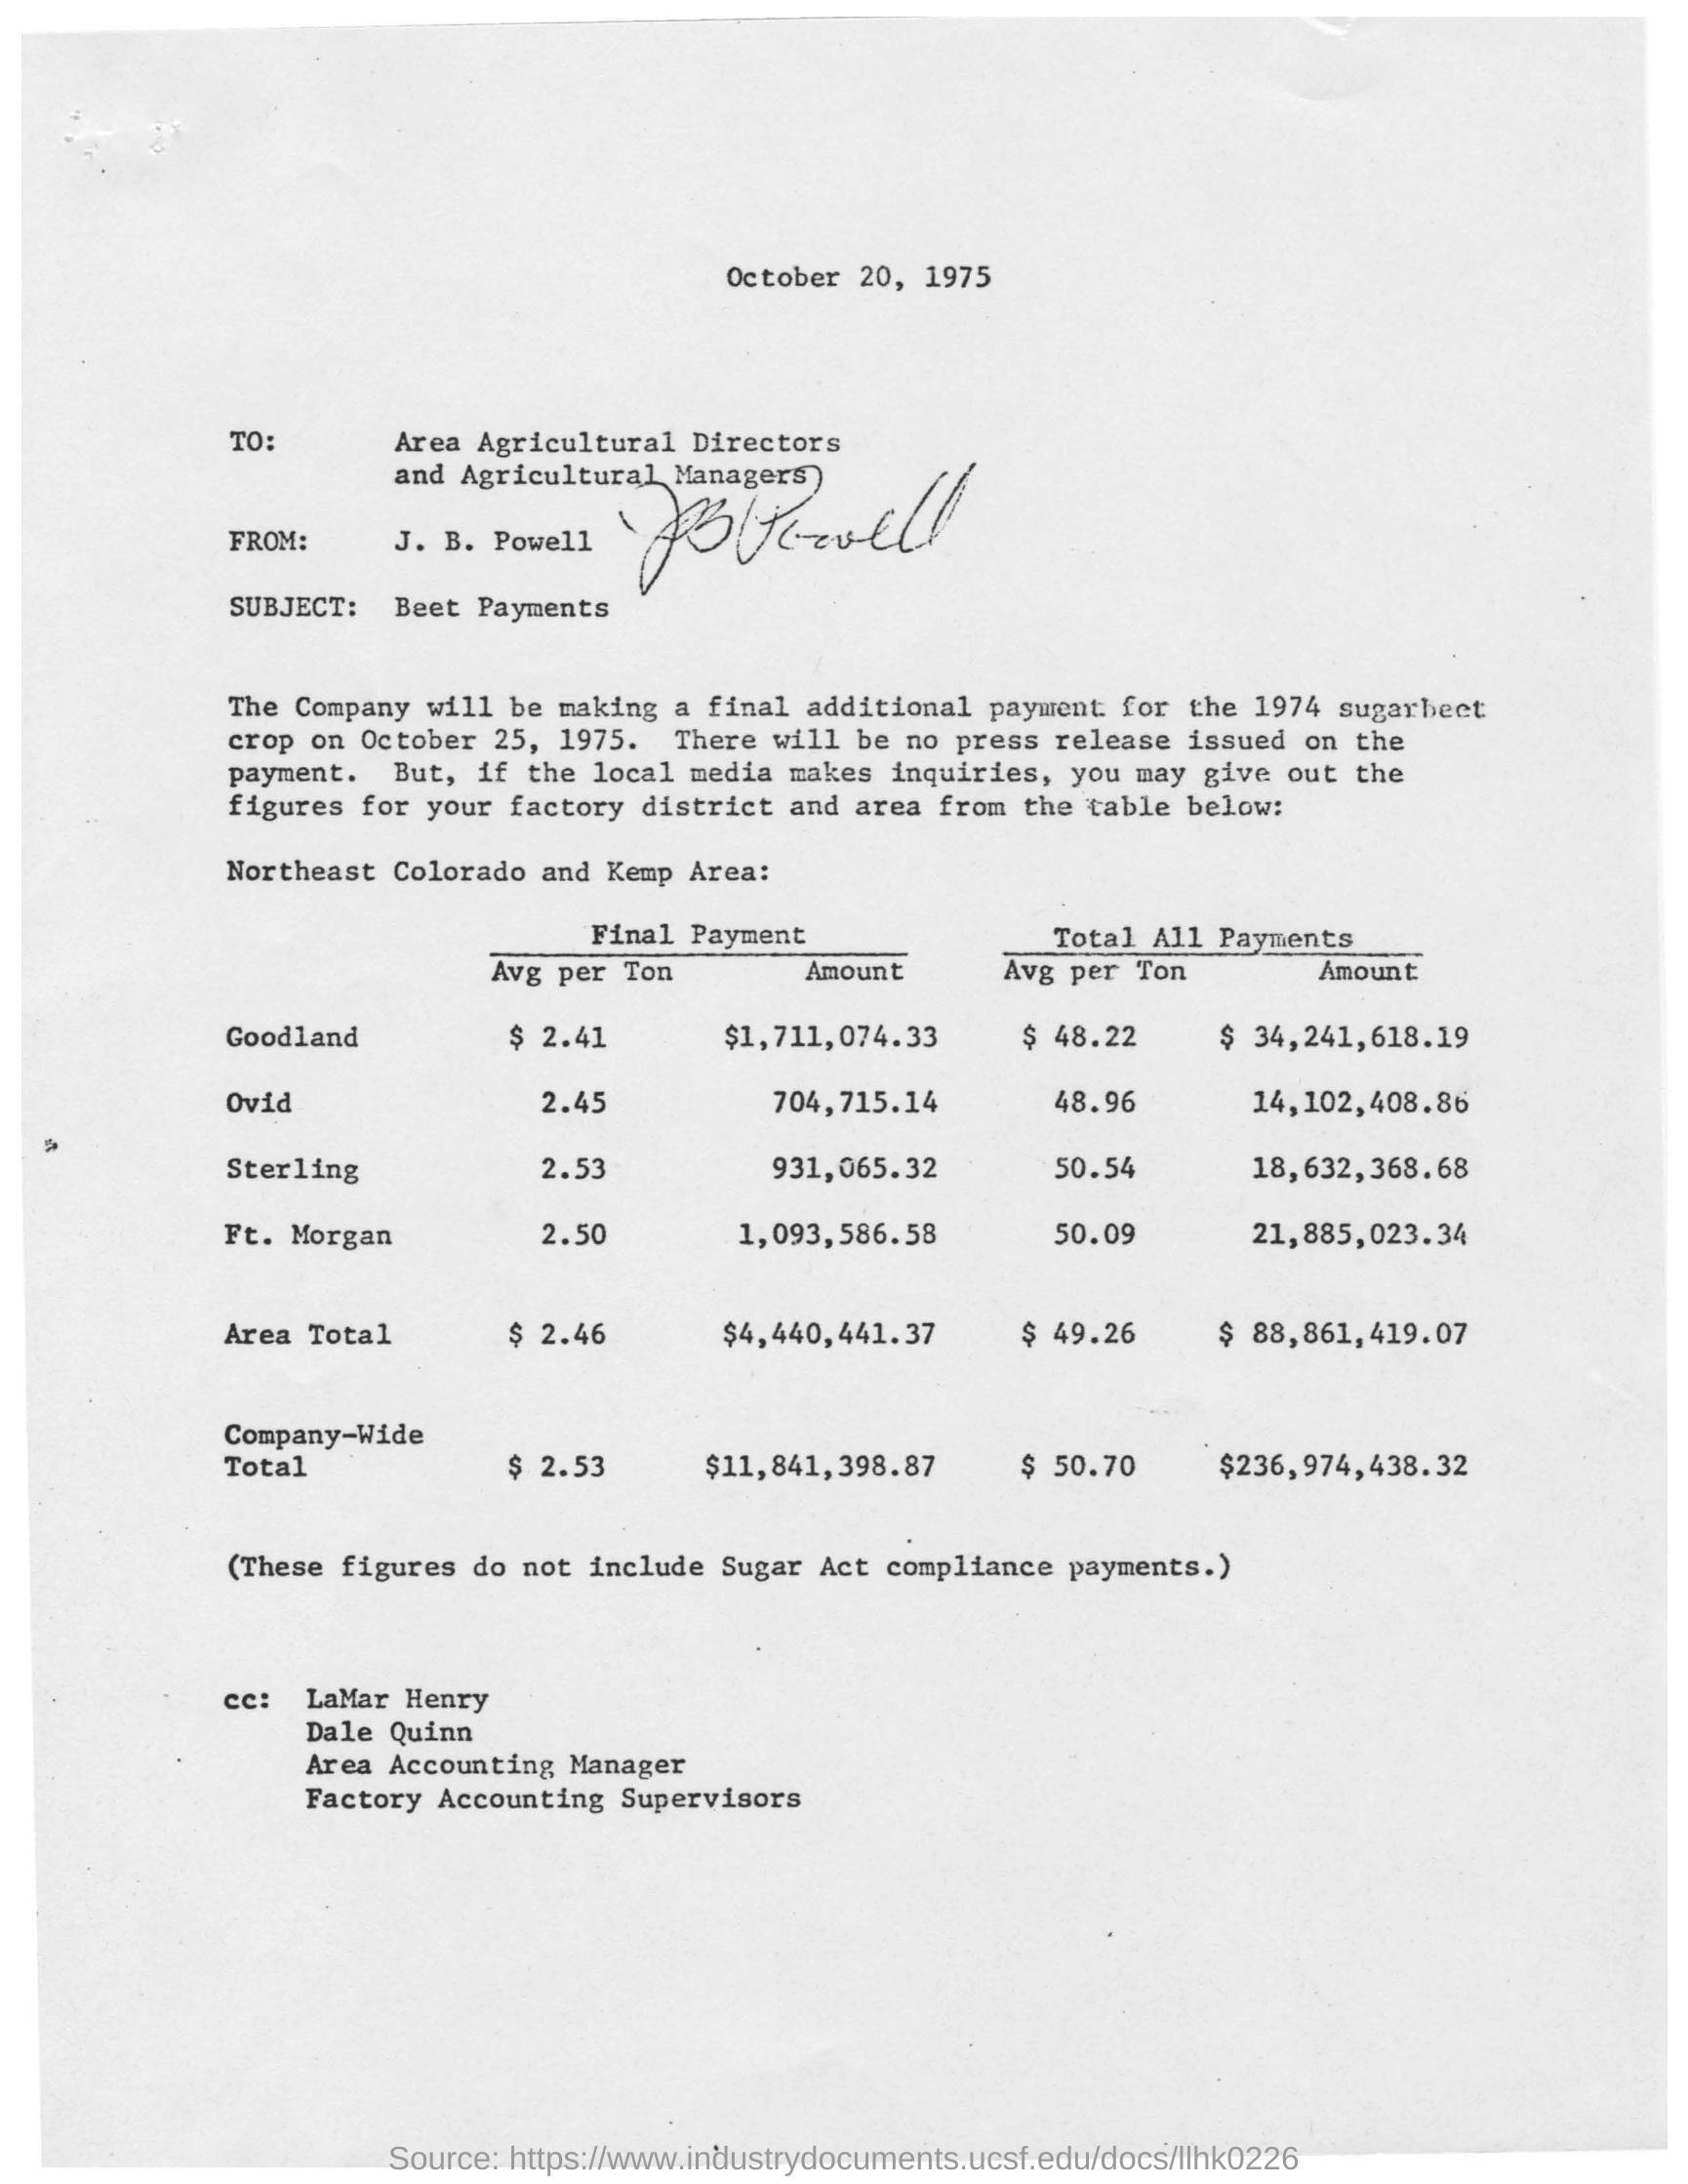 October 20, 1975
TO: Area Agricultural Directors
and Agricultural Managers
FROM: J. B. Powell JB Powell
SUBJECT: Beet Payments
The Company will be making a final additional payment for the 1974 sugarbeet
crop on October 25, 1975. There will be no press release issued on the
payment. But, if the local media makes inquiries, you may give out the
figures for your factory district and area from the table below:
Northeast Colorado and Kemp Area:
Final Payment Total All Payments
Avg per Ton Amount Avg per Ton Amount
Goodland $ 2.41 $1,711,074.33 $ 48.22 $ 34,241,618.19
Ovid 2.45 704,715.14 48.96 14,102,408.86
Sterling 2.53 931,065.32 50.54 18,632,368.68
Ft. Morgan 2.50 1,093,586.58 50.09 21,885,023.34
Area Total $ 2.46 $4,440,441.37 $ 49.26 $ 88,861,419.07
Company-Wide
Total $ 2.53 $11,841,398.87 $ 50.70 $236,974,438.32
(These figures do not include Sugar Act compliance payments.)
cc: LaMar Henry
Dale Quinn
Area Accounting Manager
Factory Accounting Supervisors
Source: https://www.industrydocuments.ucsf.edu/docs/llhk0226